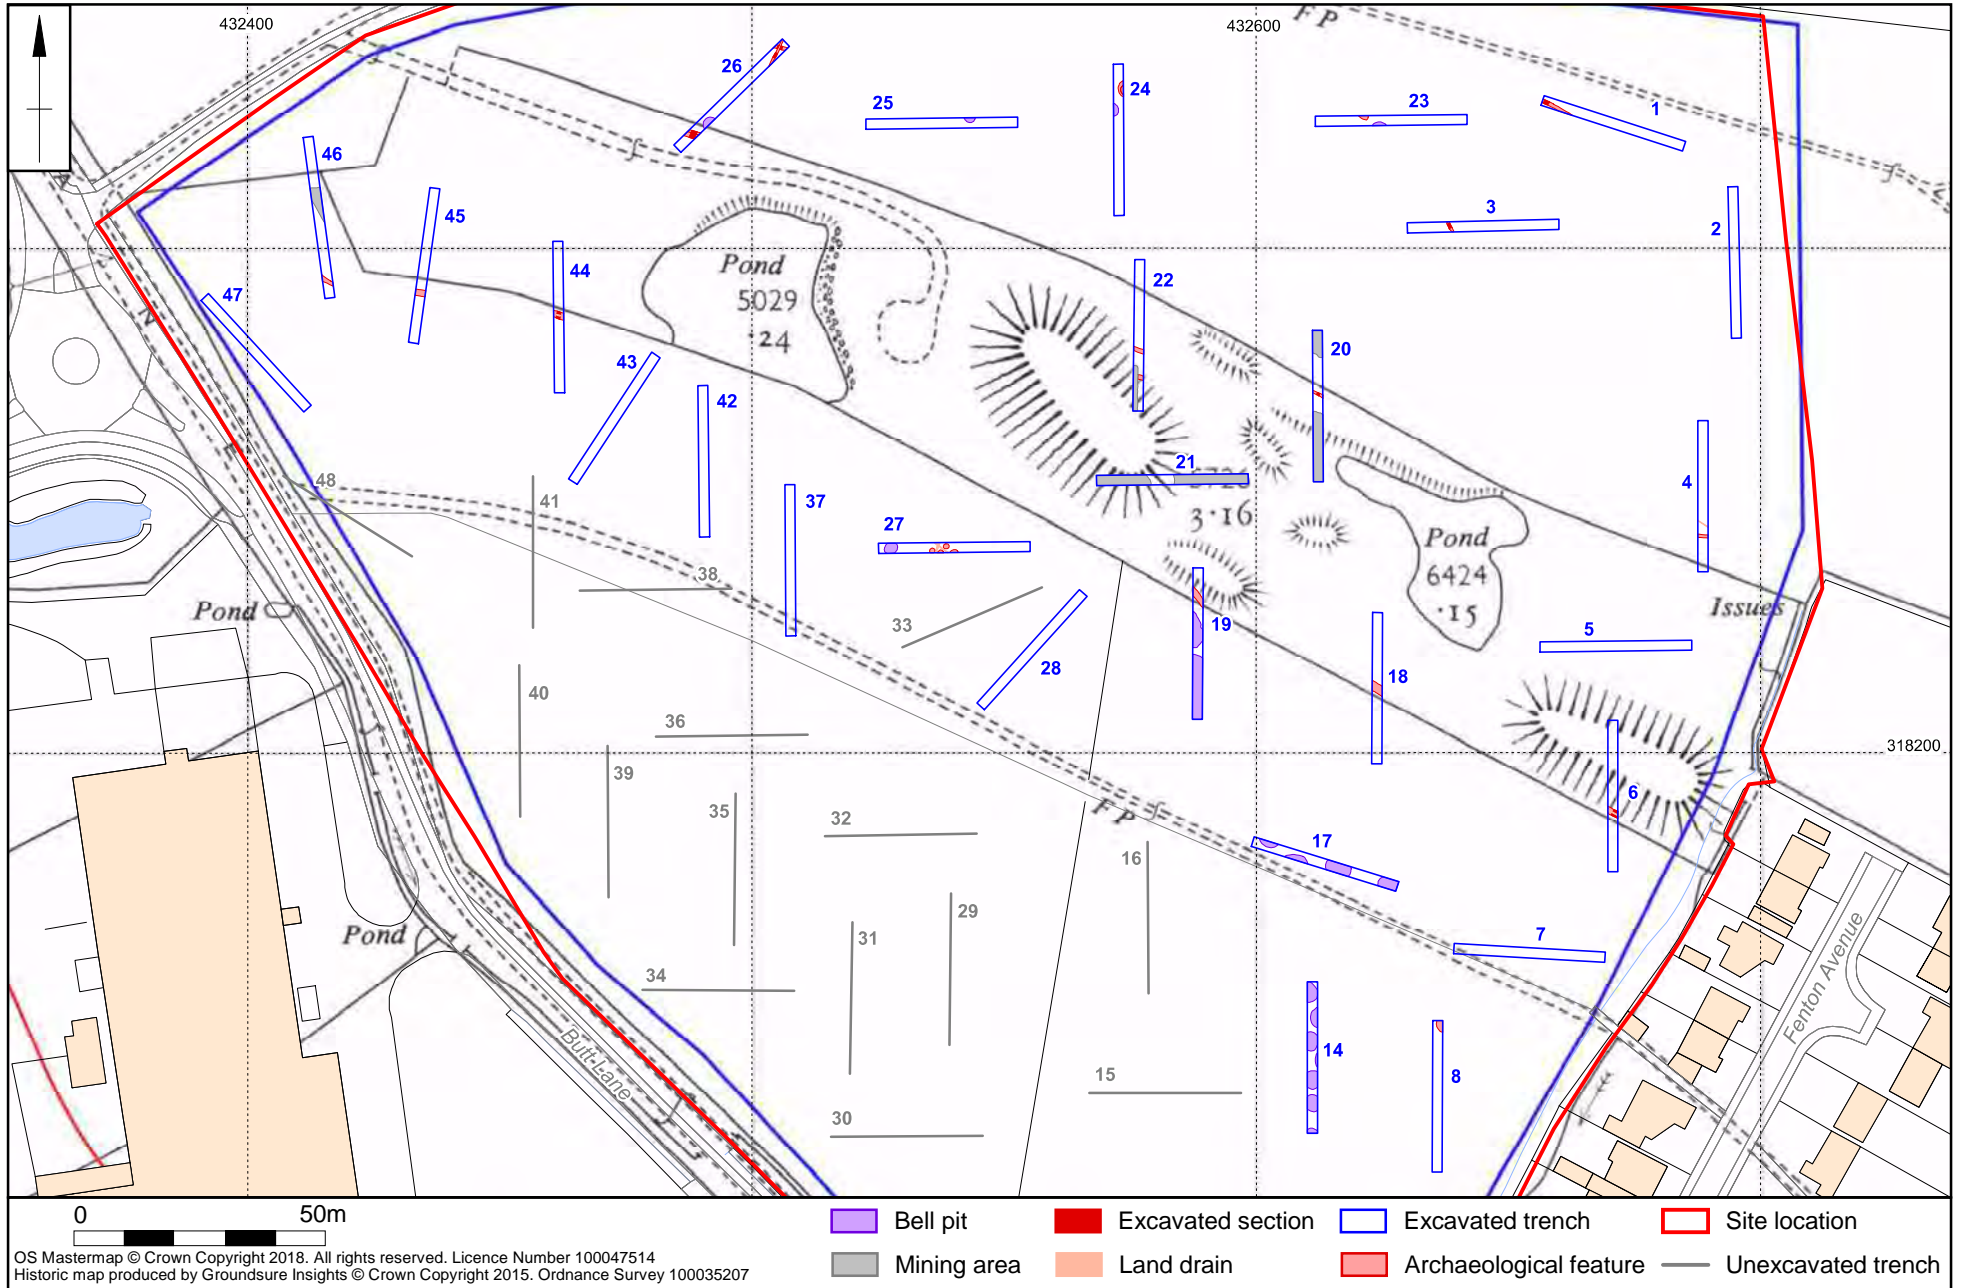 432400
432600
F P
26
25
24
23
1
46
45
44
3
2
47
Pond
5029
·24
22
43
20
42
21
3·16
4
48
41
37
27
Pond
6424
·15
38
Issues
Pond
33
19
5
28
18
40
36
39
318200
35
32
6
F P
17
16
29
31
7
Pond
34
Fenton Avenue
14
8
15
Butt Lane
30
0
50m
Bell pit
Excavated section
Excavated trench
Site location
Mining area
Land drain
Archaeological feature
Unexcavated trench
OS Mastermap © Crown Copyright 2018. All rights reserved. Licence Number 100047514
Historic map produced by Groundsure Insights © Crown Copyright 2015. Ordnance Survey 100035207